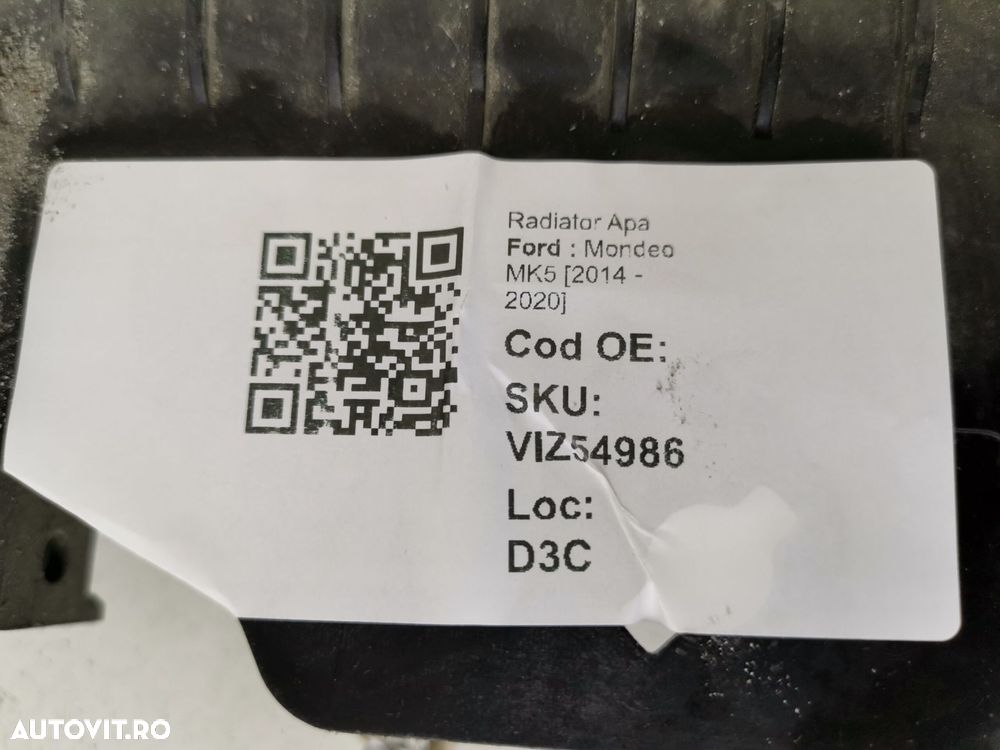 Radiator Apa
Ford : Mondeo
MK5 [2014 -
2020]
Cod OE:
SKU:
VIZ54986
Loc:
D3C
AUTOVIT.RO